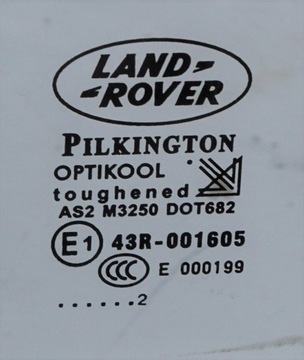 LAND-
-ROVER
PILKINGTON
OPTIKOOL
toughened
AS2 M3250 DOT682
E1 43R-001605
CCC E 000199
......2